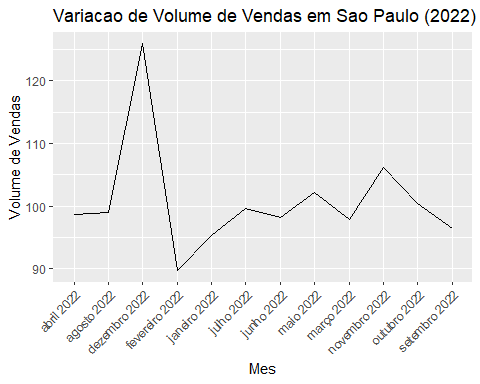 Variacao de Volume de Vendas em Sao Paulo (2022)
Volume de Vendas
120
110
100
90
abril 2022
agosto 2022
dezembro 2022
fevereiro 2022
janeiro 2022
julho 2022
junho 2022
maio 2022
março 2022
novembro 2022
outubro 2022
setembro 2022
Mes